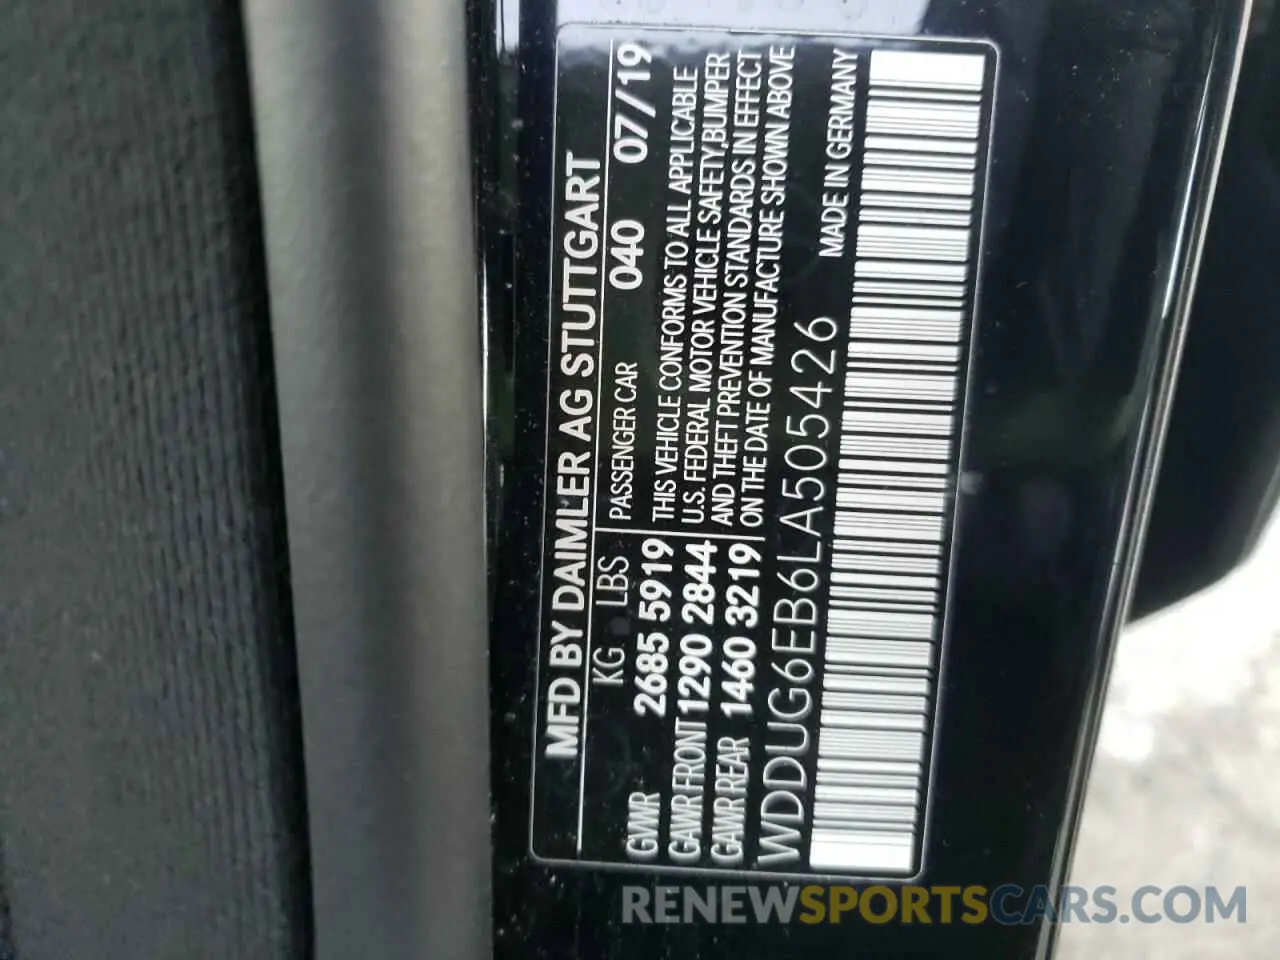 MFD BY DAIMLER AG STUTTGART
KG LBS PASSENGER CAR 040 07/19
GWWR 2685 5919
GAWR FRONT 1290 2844
GAWR REAR 1460 3219
THIS VEHICLE CONFORMS TO ALL APPLICABLE
U.S. FEDERAL MOTOR VEHICLE SAFETY,BUMPER
AND THEFT PREVENTION STANDARDS IN EFFECT
ON THE DATE OF MANUFACTURE SHOWN ABOVE
WDDUG6EB6LA505426 MADE IN GERMANY
RENEWSPORTSCARS.COM